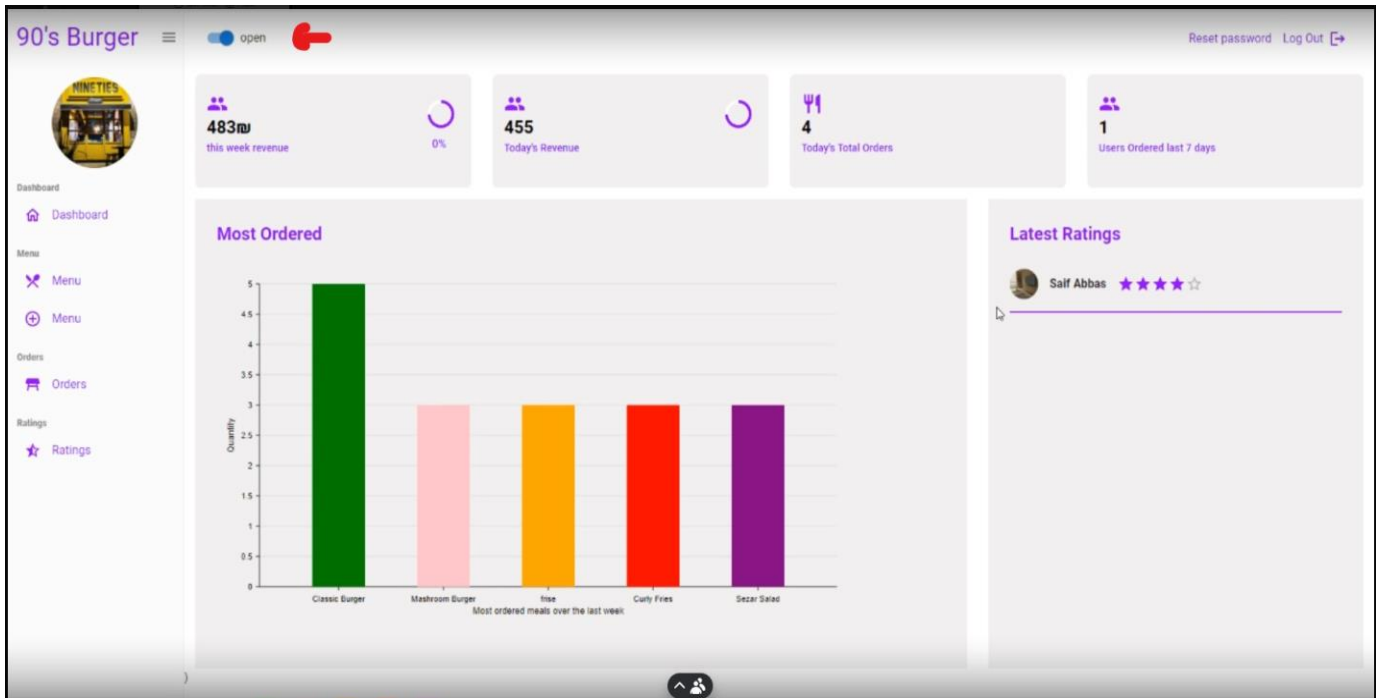 90's Burger
open
Reset password Log Out
NINETIES
483₪
this week revenue
0%
455
Today's Revenue
4
Today's Total Orders
1
Users Ordered last 7 days
Dashboard
Dashboard
Menu
Menu
Menu
Orders
Orders
Ratings
Ratings
Most Ordered
Quantity
5
4.5
4
3.5
3
2.5
2
1.5
1
0.5
0
Classic Burger Mashroom Burger frise Curly Fries Sezar Salad
Most ordered meals over the last week
Latest Ratings
Saif Abbas
)